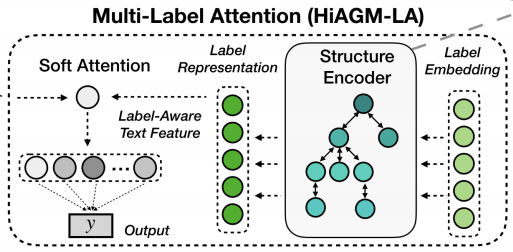 Multi-Label Attention (HiAGM-LA)
Soft Attention
Label
Representation
Structure
Encoder
Label
Embedding
Label-Aware
Text Feature
...
y
Output